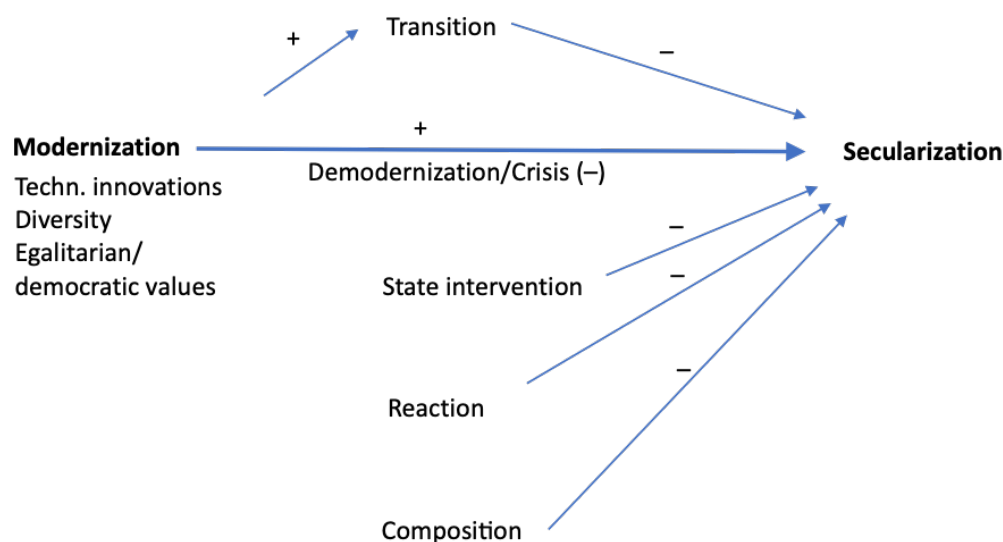 +
Transition
–
+
Modernization
Secularization
Demodernization/Crisis (–)
Techn. innovations
Diversity
Egalitarian/
democratic values
–
State intervention
–
Reaction
–
Composition